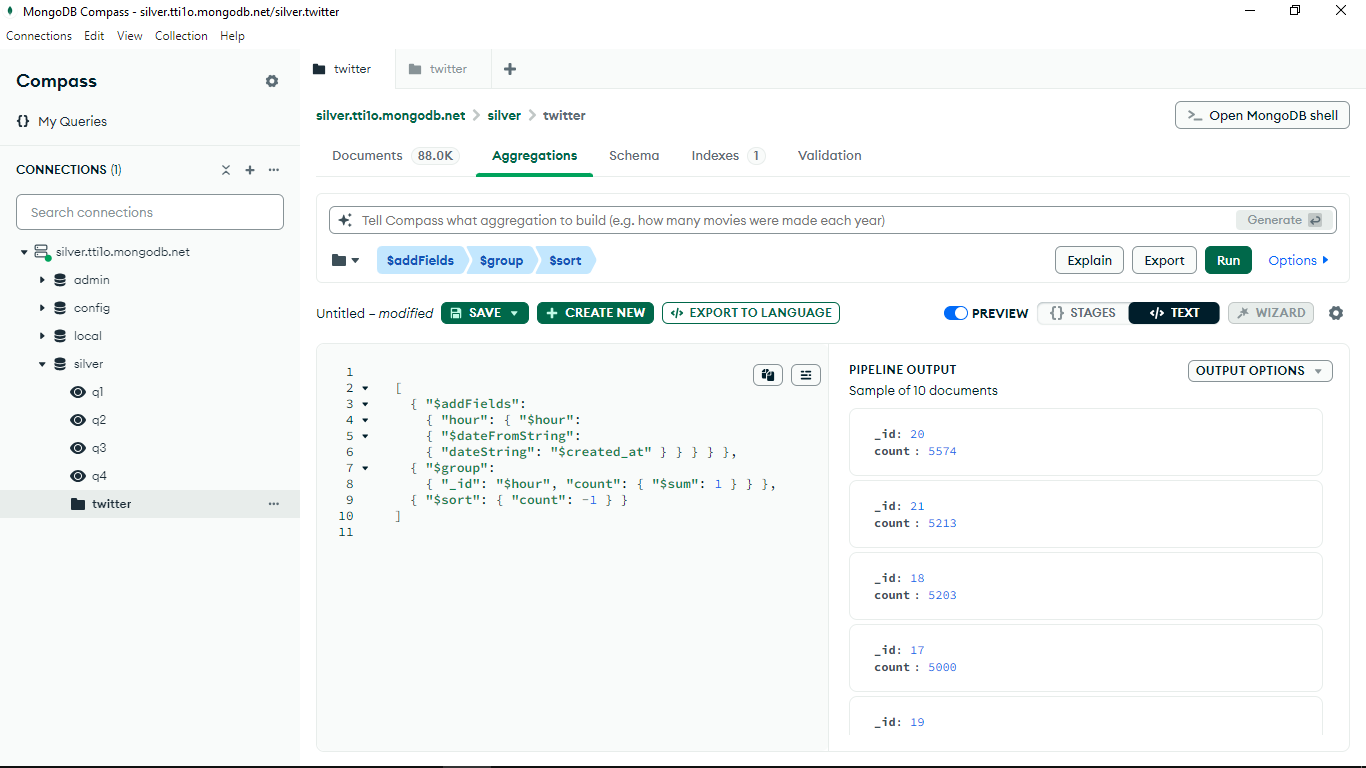 MongoDB Compass - silver.tti1o.mongodb.net/silver.twitter
Connections Edit View Collection Help
Compass
{} My Queries
CONNECTIONS (1)
Search connections
silver.tti1o.mongodb.net
admin
config
local
silver
q1
q2
q3
q4
twitter
twitter twitter
silver.tti1o.mongodb.net silver twitter
>_ Open MongoDB shell
Documents 88.0K Aggregations Schema Indexes 1 Validation
Tell Compass what aggregation to build (e.g. how many movies were made each year) Generate
$addFields $group $sort Explain Export Run Options
Untitled – modified SAVE + CREATE NEW </> EXPORT TO LANGUAGE PREVIEW {} STAGES </> TEXT WIZARD
1
2 [
3 { "$addFields":
4 { "hour": { "$hour":
5 { "$dateFromString":
6 { "dateString": "$created_at" } } } } },
7 { "$group":
8 { "_id": "$hour", "count": { "$sum": 1 } } },
9 { "$sort": { "count": -1 } }
10 ]
11
PIPELINE OUTPUT
Sample of 10 documents
OUTPUT OPTIONS
_id: 20
count : 5574
_id: 21
count : 5213
_id: 18
count : 5203
_id: 17
count : 5000
_id: 19